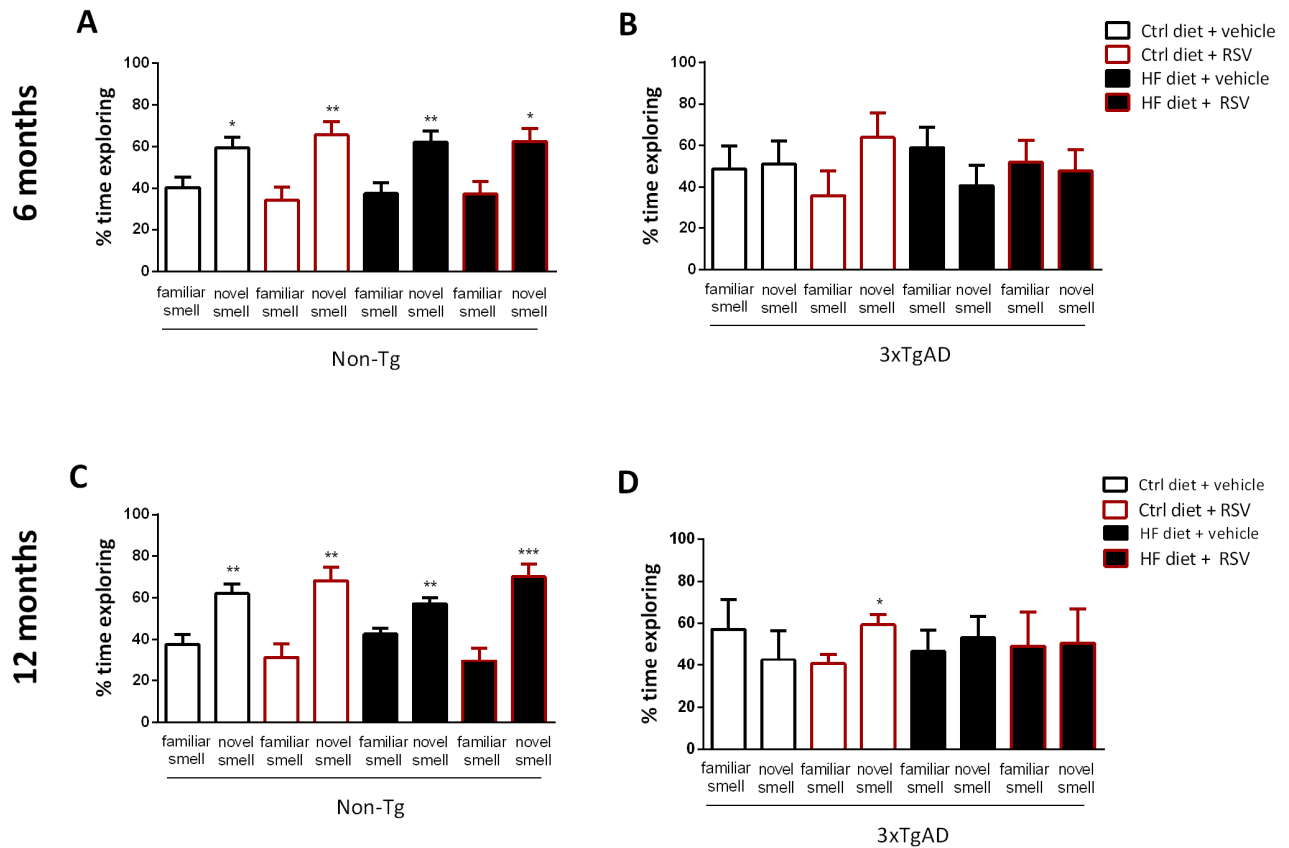 A
B
Ctrl diet + vehicle
Ctrl diet + RSV
HF diet + vehicle
HF diet + RSV
6 months
% time exploring
100
80
60
40
20
0
* ** ** *
familiar smell novel smell familiar smell novel smell familiar smell novel smell familiar smell novel smell
Non-Tg
% time exploring
100
80
60
40
20
0
familiar smell novel smell familiar smell novel smell familiar smell novel smell familiar smell novel smell
3xTgAD
C
D
Ctrl diet + vehicle
Ctrl diet + RSV
HF diet + vehicle
HF diet + RSV
12 months
% time exploring
100
80
60
40
20
0
** ** ** ***
familiar smell novel smell familiar smell novel smell familiar smell novel smell familiar smell novel smell
Non-Tg
% time exploring
100
80
60
40
20
0
*
familiar smell novel smell familiar smell novel smell familiar smell novel smell familiar smell novel smell
3xTgAD